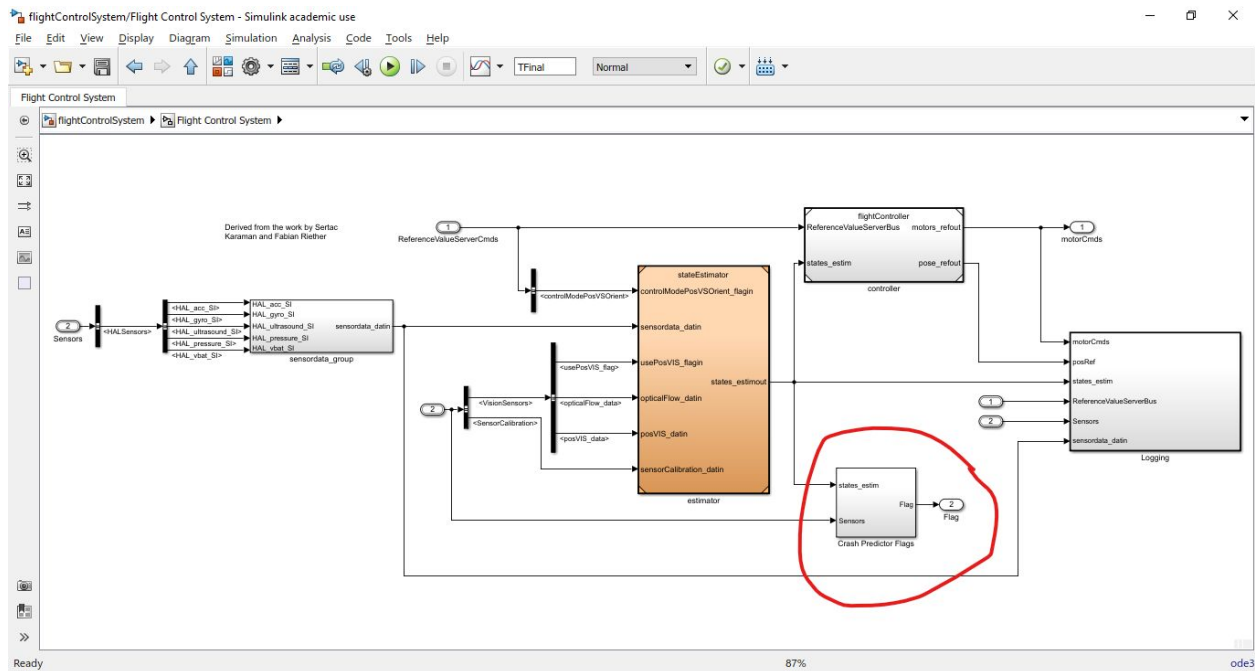 flightControlSystem/Flight Control System - Simulink academic use
File Edit View Display Diagram Simulation Analysis Code Tools Help
TFinal
Normal
Flight Control System
flightControlSystem
Flight Control System
Derived from the work by Sertac
Karaman and Fabian Riether
1
ReferenceValueServerCmds
flightController
ReferenceValueServerBus
motors_refout
states_estim
pose_refout
controller
1
motorCmds
2
Sensors
<HALSensors>
<HAL_acc_SI>
<HAL_gyro_SI>
<HAL_ultrasound_SI>
<HAL_pressure_SI>
<HAL_vbat_SI>
HAL_acc_SI
HAL_gyro_SI
HAL_ultrasound_SI
HAL_pressure_SI
HAL_vbat_SI
sensordata_datin
sensordata_group
<controlModePosVSOrient>
stateEstimator
controlModePosVSOrient_flagin
sensordata_datin
usePosVIS_flagin
opticalFlow_datin
posVIS_datin
sensorCalibration_datin
states_estimout
estimator
2
<VisionSensors>
<SensorCalibration>
<usePosVIS_flag>
<opticalFlow_data>
<posVIS_data>
motorCmds
posRef
states_estim
ReferenceValueServerBus
Sensors
sensordata_datin
Logging
1
2
states_estim
Sensors
Flag
Crash Predictor Flags
2
Flag
Ready
87%
ode3